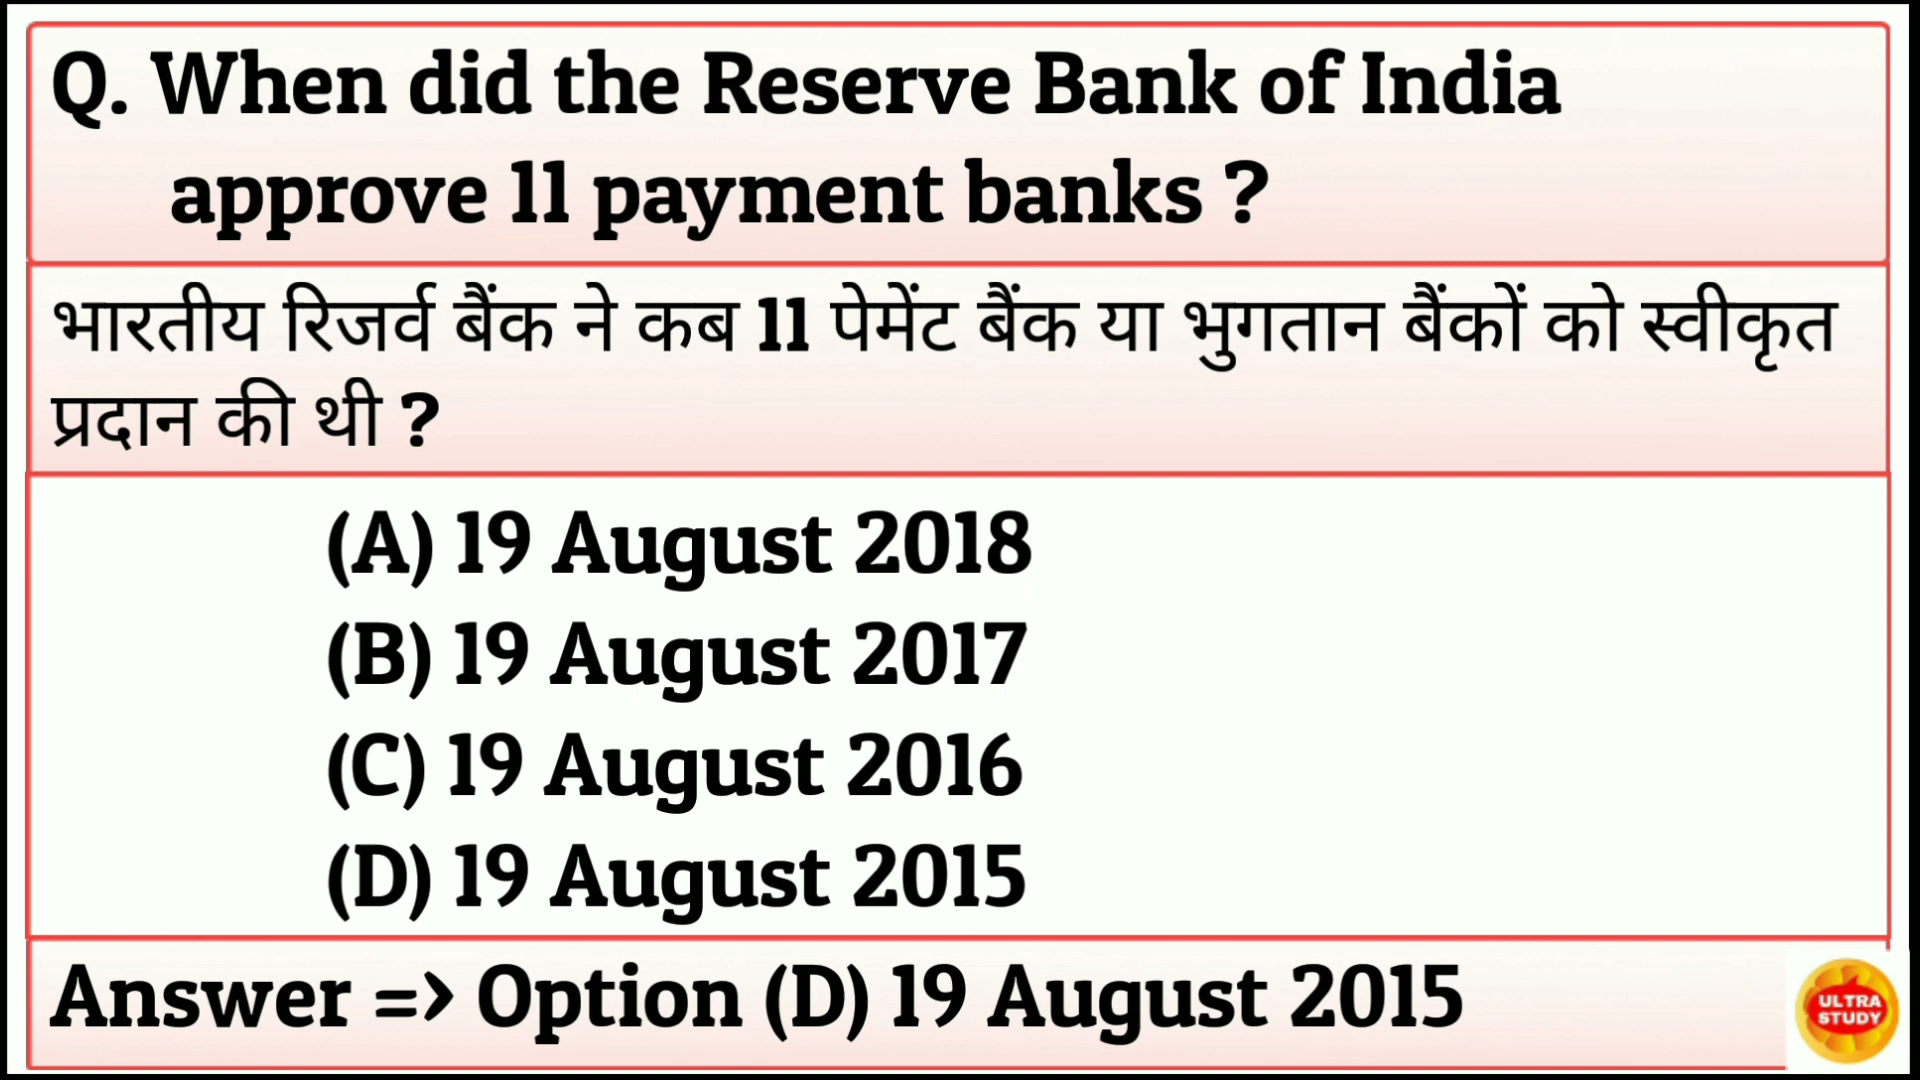 Q. When did the Reserve Bank of India
approve 11 payment banks ?
भारतीय रिजर्व बैंक ने कब 11 पेमेंट बैंक या भुगतान बैंकों को स्वीकृत
प्रदान की थी ?
(A) 19 August 2018
(B) 19 August 2017
(C) 19 August 2016
(D) 19 August 2015
Answer => Option (D) 19 August 2015
ULTRA
STUDY